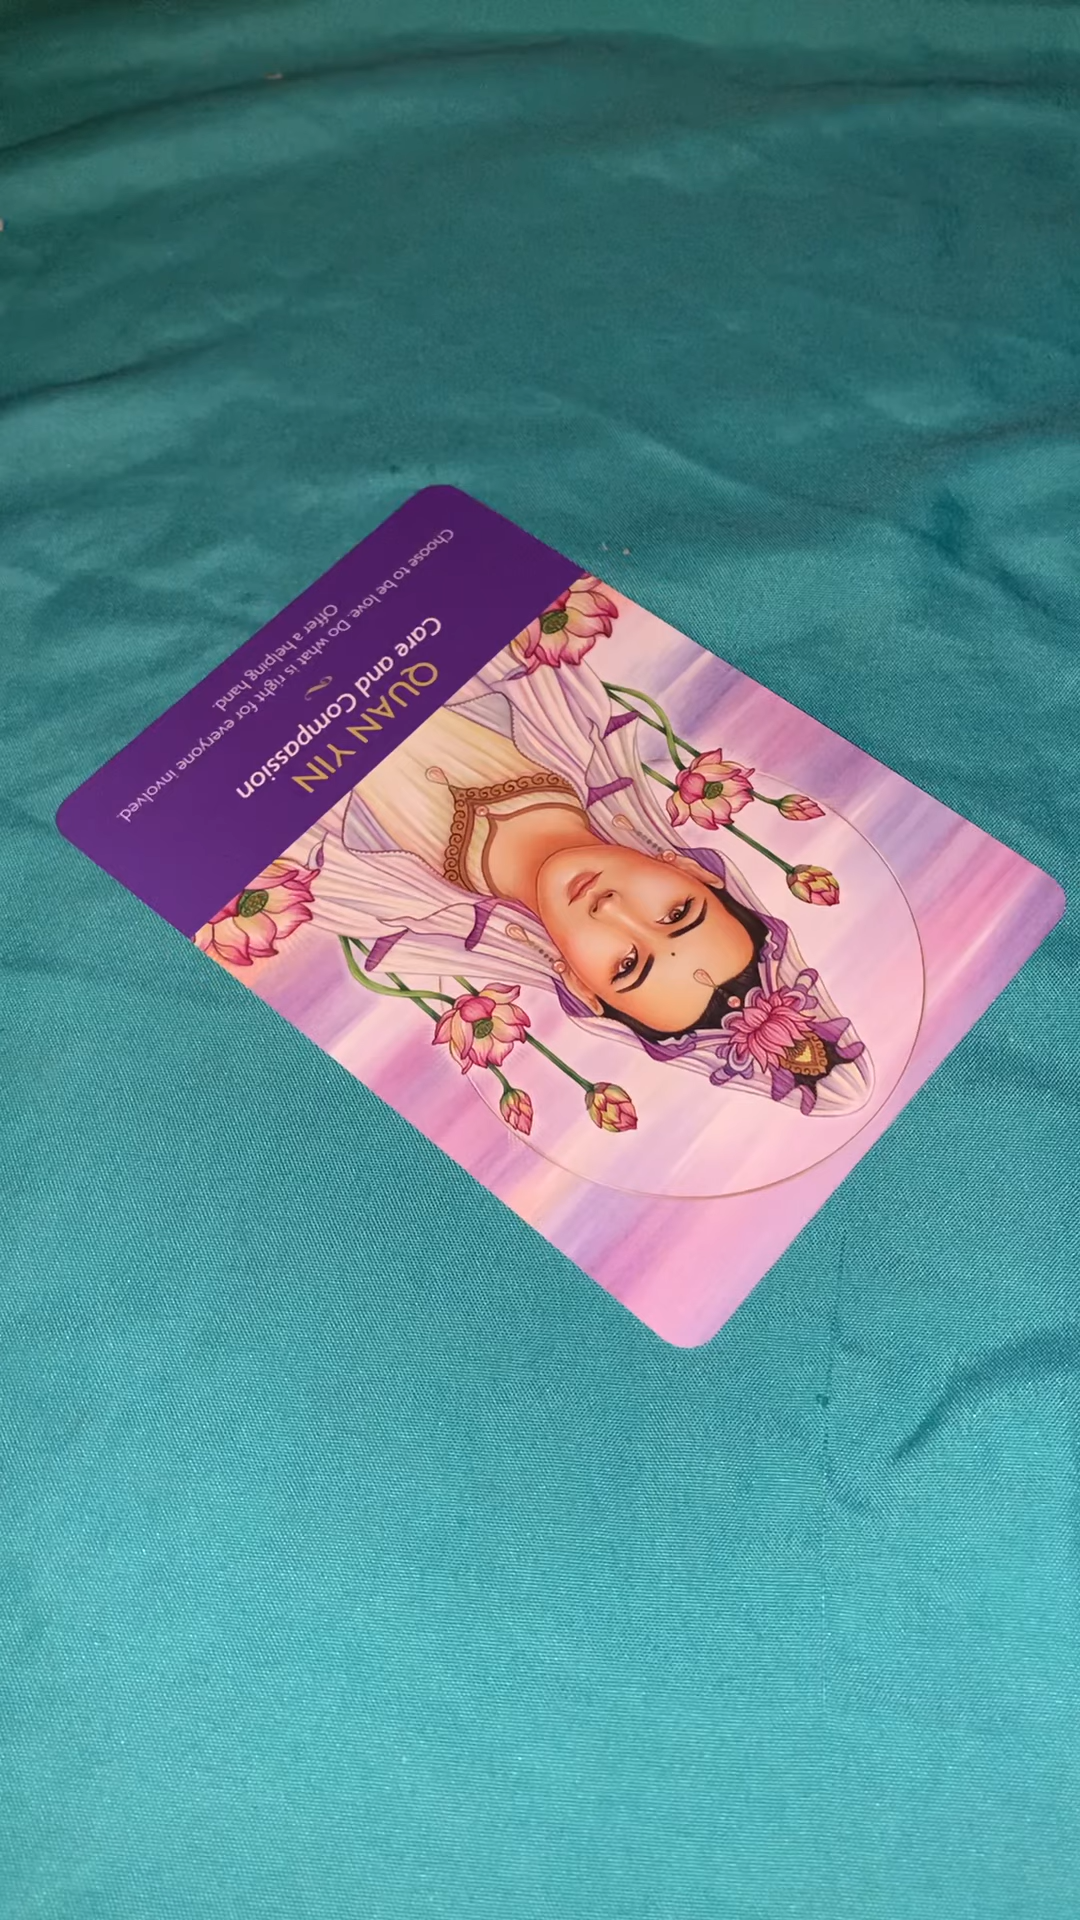 QUAN YIN
Care and Compassion
Choose to be love. Do what is right for everyone involved.
Offer a helping hand.